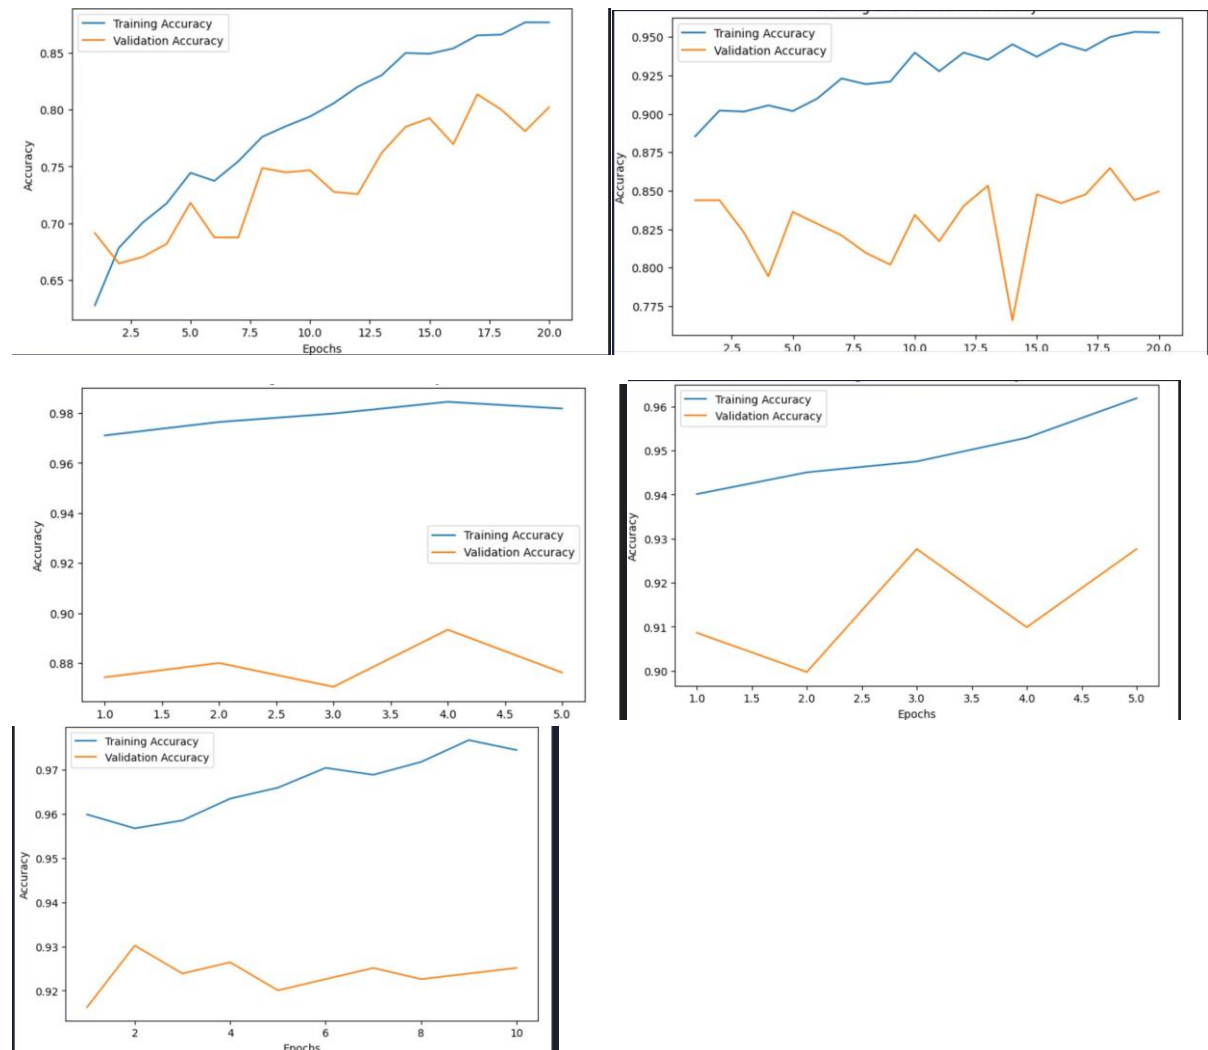 Training Accuracy
Validation Accuracy
0.85
0.80
0.75
0.70
0.65
Accuracy
2.5 5.0 7.5 10.0 12.5 15.0 17.5 20.0
Epochs
Training Accuracy
Validation Accuracy
0.950
0.925
0.900
0.875
0.850
0.825
0.800
0.775
Accuracy
2.5 5.0 7.5 10.0 12.5 15.0 17.5 20.0
0.98
0.96
0.94
0.92
0.90
0.88
Accuracy
Training Accuracy
Validation Accuracy
1.0 1.5 2.0 2.5 3.0 3.5 4.0 4.5 5.0
Training Accuracy
Validation Accuracy
0.96
0.95
0.94
0.93
0.92
0.91
0.90
Accuracy
1.0 1.5 2.0 2.5 3.0 3.5 4.0 4.5 5.0
Epochs
Training Accuracy
Validation Accuracy
0.97
0.96
0.95
0.94
0.93
0.92
Accuracy
2 4 6 8 10
Epochs